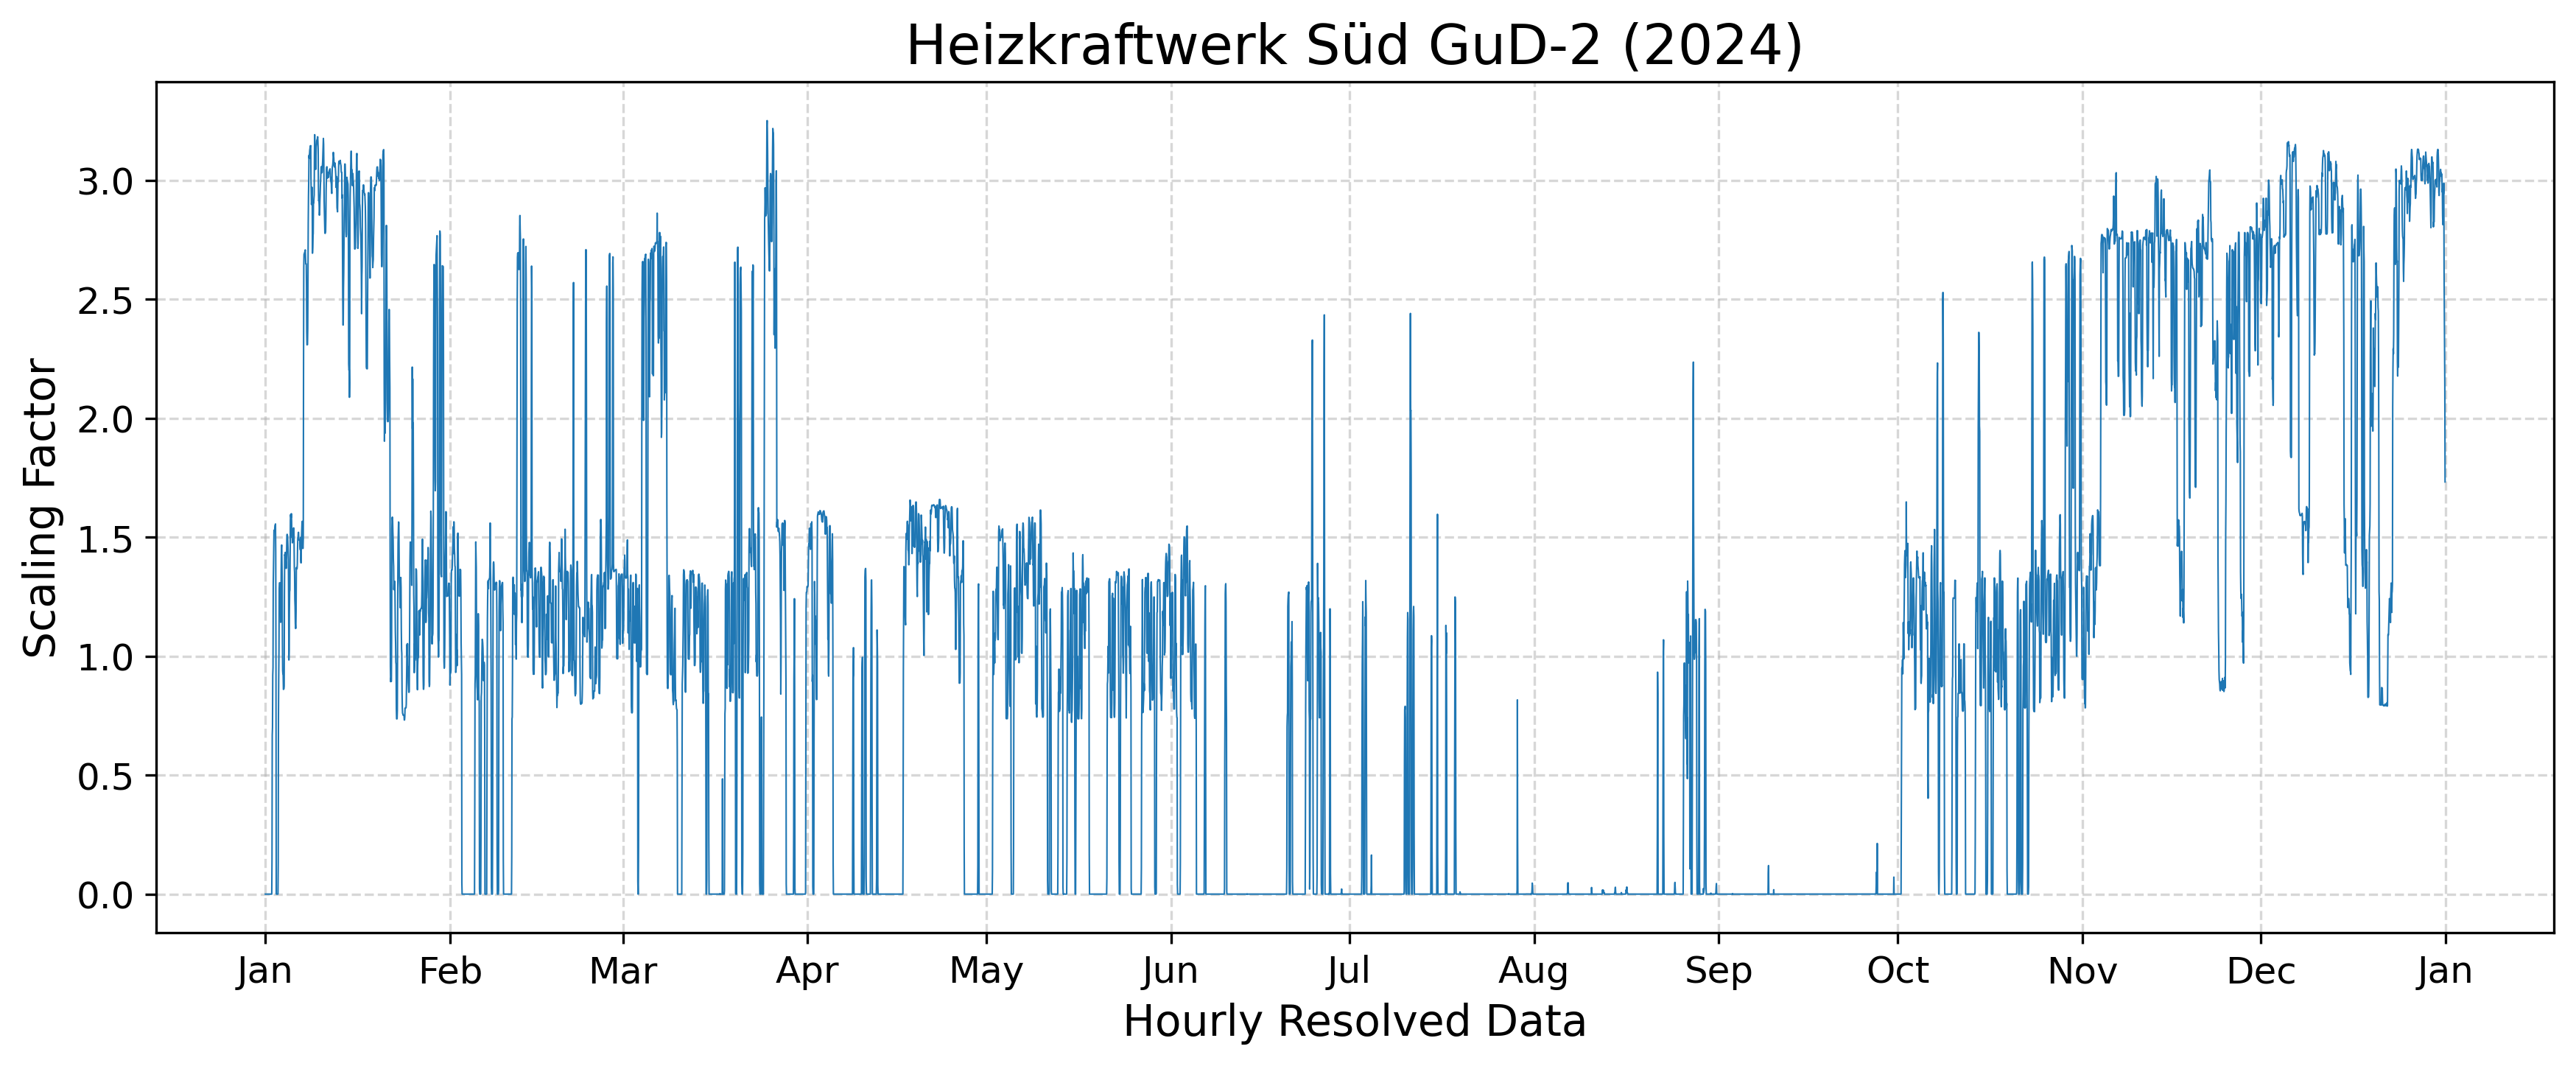 Heizkraftwerk Süd GuD-2 (2024)
Scaling Factor
3.0
2.5
2.0
1.5
1.0
0.5
0.0
Jan Feb Mar Apr May Jun Jul Aug Sep Oct Nov Dec Jan
Hourly Resolved Data